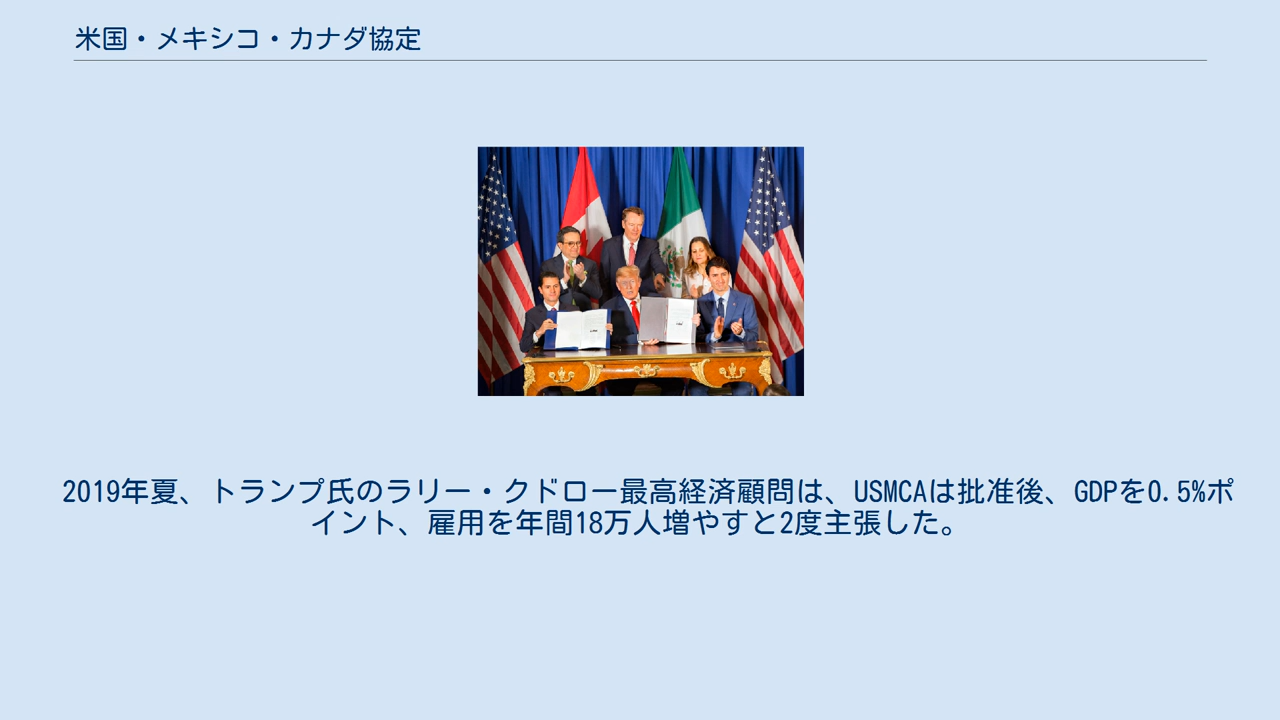 米国・メキシコ・カナダ協定
2019年夏、トランプ氏のラリー・クドロー最高経済顧問は、USMCAは批准後、GDPを0.5%ポ
イント、雇用を年間18万人増やすと2度主張した。